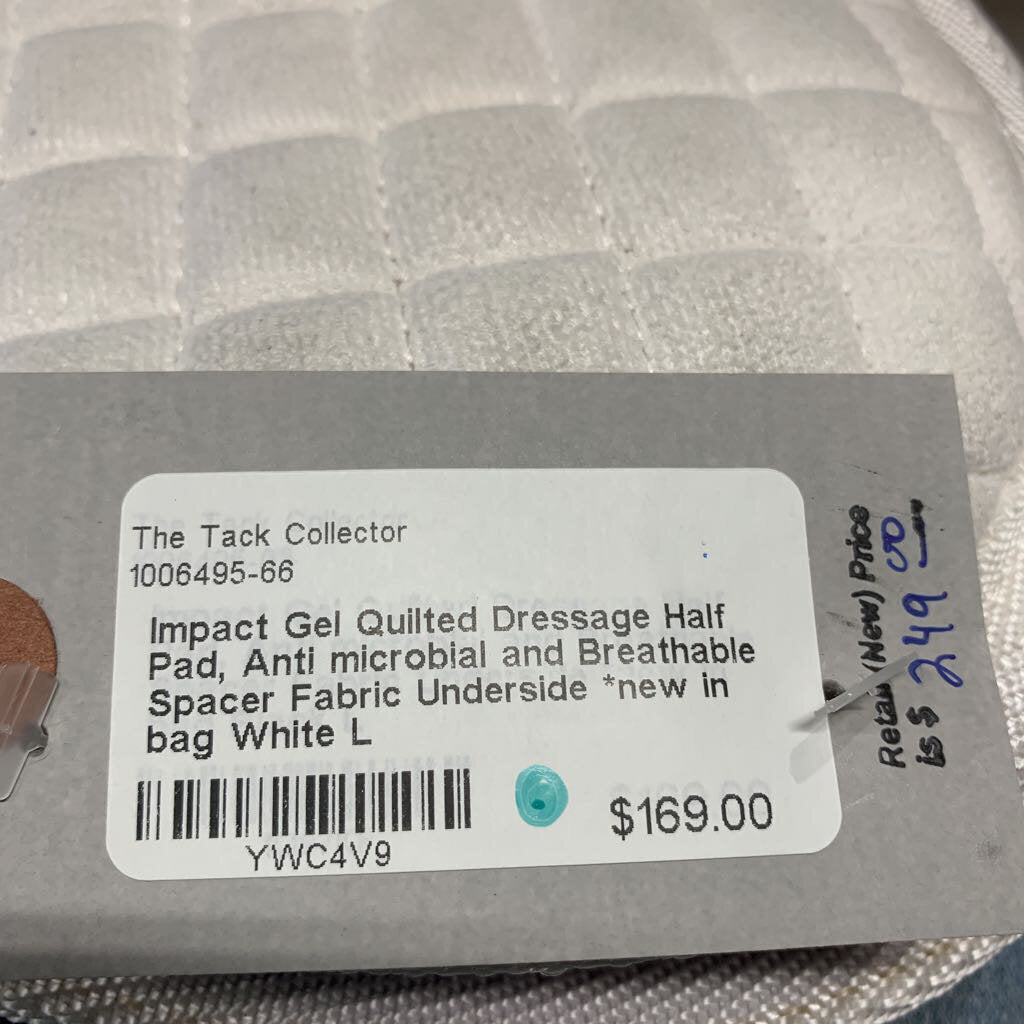 The Tack Collector
1006495-66
Impact Gel Quilted Dressage Half
Pad, Anti microbial and Breathable
Spacer Fabric Underside *new in
bag White L
$169.00
YWC4V9
Retail (New) Price
is $ 249 00